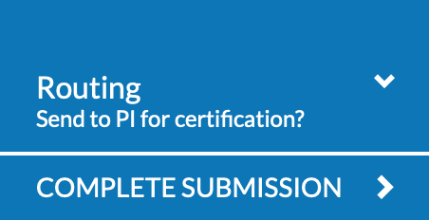 Routing
Send to PI for certification?
COMPLETE SUBMISSION